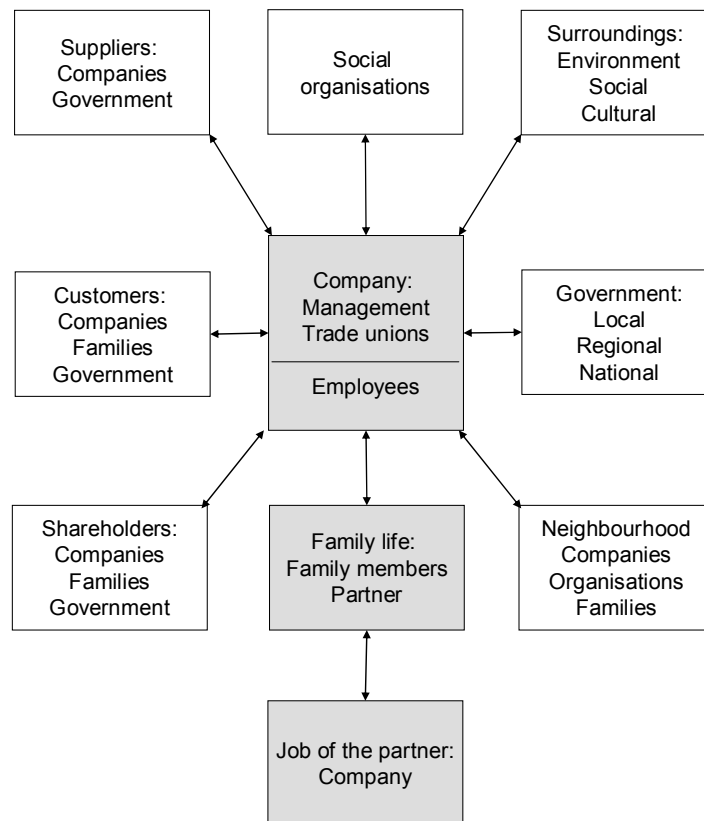 Suppliers:
Companies
Government
Social
organisations
Surroundings:
Environment
Social
Cultural
Customers:
Companies
Families
Government
Company:
Management
Trade unions
Employees
Government:
Local
Regional
National
Shareholders:
Companies
Families
Government
Family life:
Family members
Partner
Neighbourhood
Companies
Organisations
Families
Job of the partner:
Company